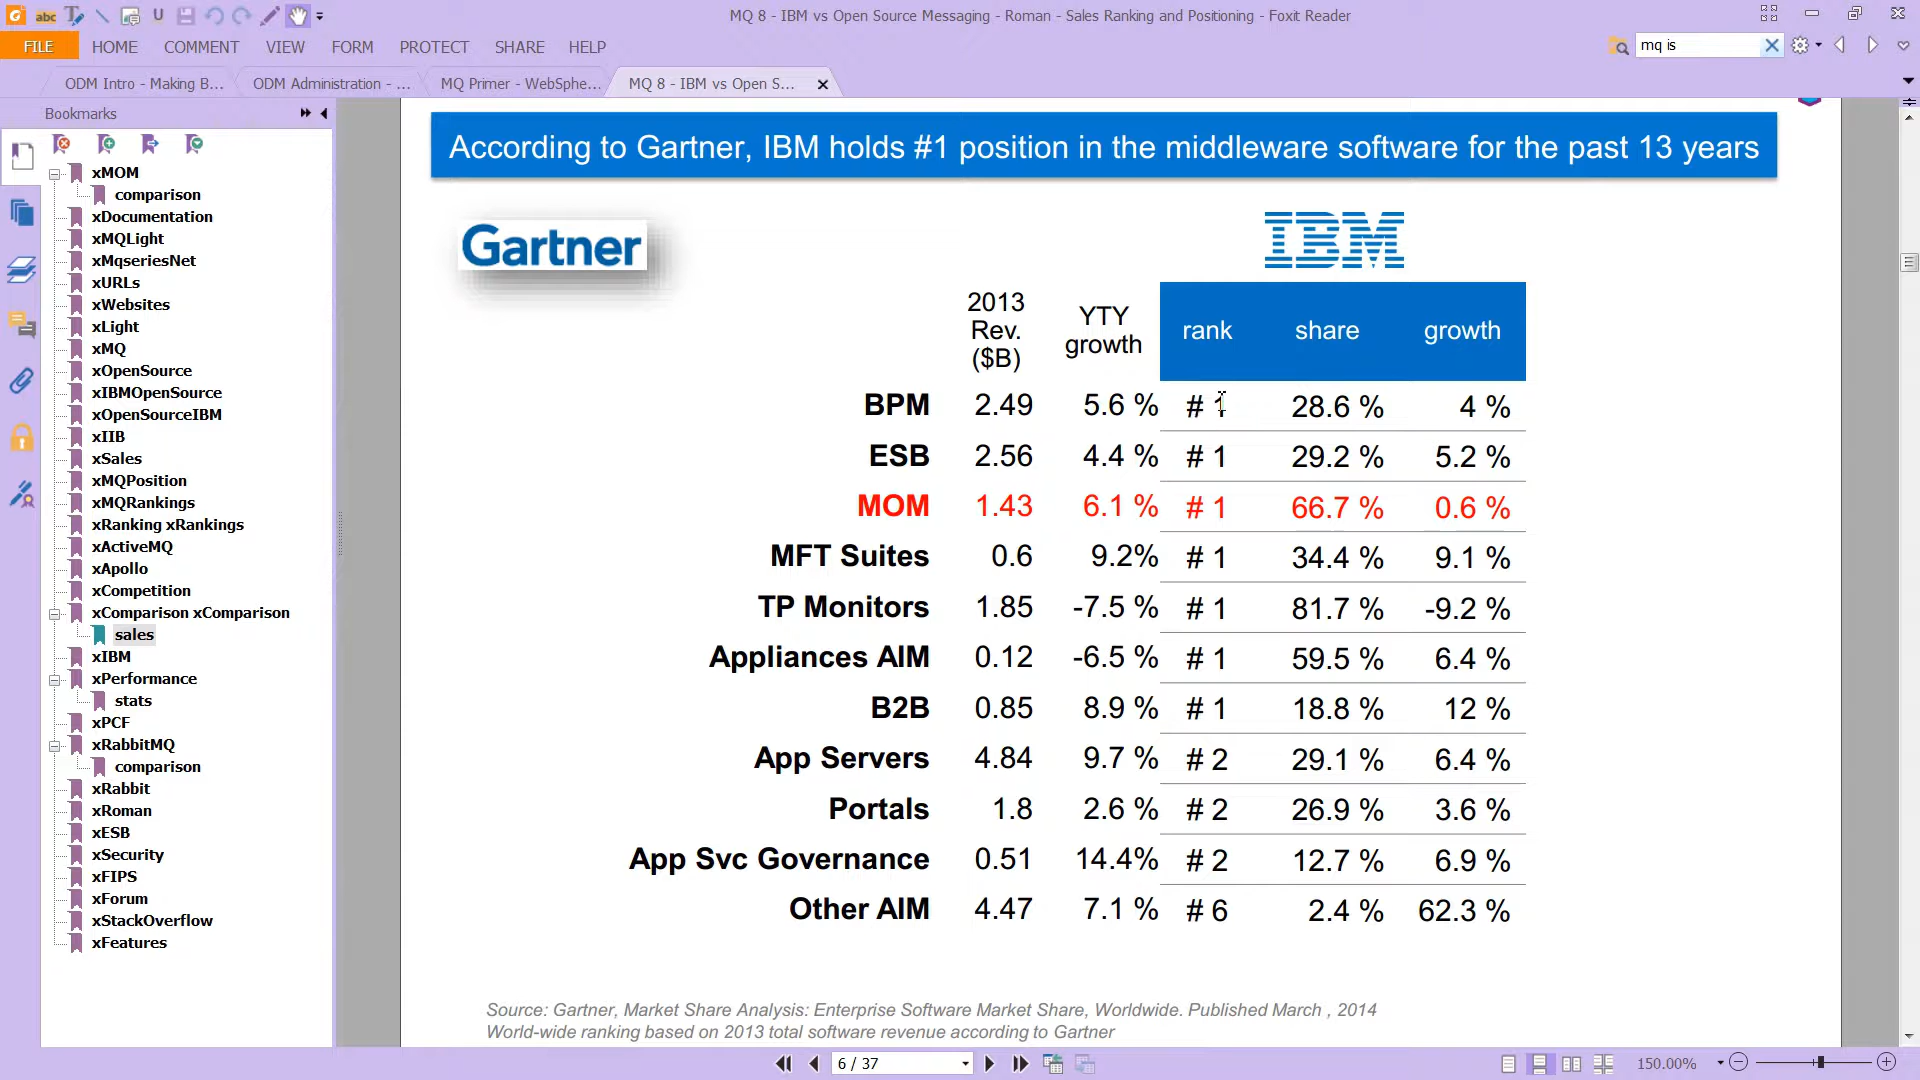 MQ 8 - IBM vs Open Source Messaging - Roman - Sales Ranking and Positioning - Foxit Reader
FILE HOME COMMENT VIEW FORM PROTECT SHARE HELP
mq is
ODM Intro - Making B...
ODM Administration - ...
MQ Primer - WebSphe...
MQ 8 - IBM vs Open S...
Bookmarks
xMOM
comparison
xDocumentation
xMQLight
xMqseriesNet
xURLs
xWebsites
xLight
xMQ
xOpenSource
xIBMOpenSource
xOpenSourceIBM
xIIB
xSales
xMQPosition
xMQRankings
xRanking xRankings
xActiveMQ
xApollo
xCompetition
xComparison xComparison
sales
xIBM
xPerformance
stats
xPCF
xRabbitMQ
comparison
xRabbit
xRoman
xESB
xSecurity
xFIPS
xForum
xStackOverflow
xFeatures
According to Gartner, IBM holds #1 position in the middleware software for the past 13 years
Gartner
IBM
2013
Rev.
($B)
YTY
growth
rank share growth
BPM 2.49 5.6 % # 1 28.6 % 4 %
ESB 2.56 4.4 % # 1 29.2 % 5.2 %
MOM 1.43 6.1 % # 1 66.7 % 0.6 %
MFT Suites 0.6 9.2% # 1 34.4 % 9.1 %
TP Monitors 1.85 -7.5 % # 1 81.7 % -9.2 %
Appliances AIM 0.12 -6.5 % # 1 59.5 % 6.4 %
B2B 0.85 8.9 % # 1 18.8 % 12 %
App Servers 4.84 9.7 % # 2 29.1 % 6.4 %
Portals 1.8 2.6 % # 2 26.9 % 3.6 %
App Svc Governance 0.51 14.4% # 2 12.7 % 6.9 %
Other AIM 4.47 7.1 % # 6 2.4 % 62.3 %
Source: Gartner, Market Share Analysis: Enterprise Software Market Share, Worldwide. Published March , 2014
World-wide ranking based on 2013 total software revenue according to Gartner
6 / 37
150.00%